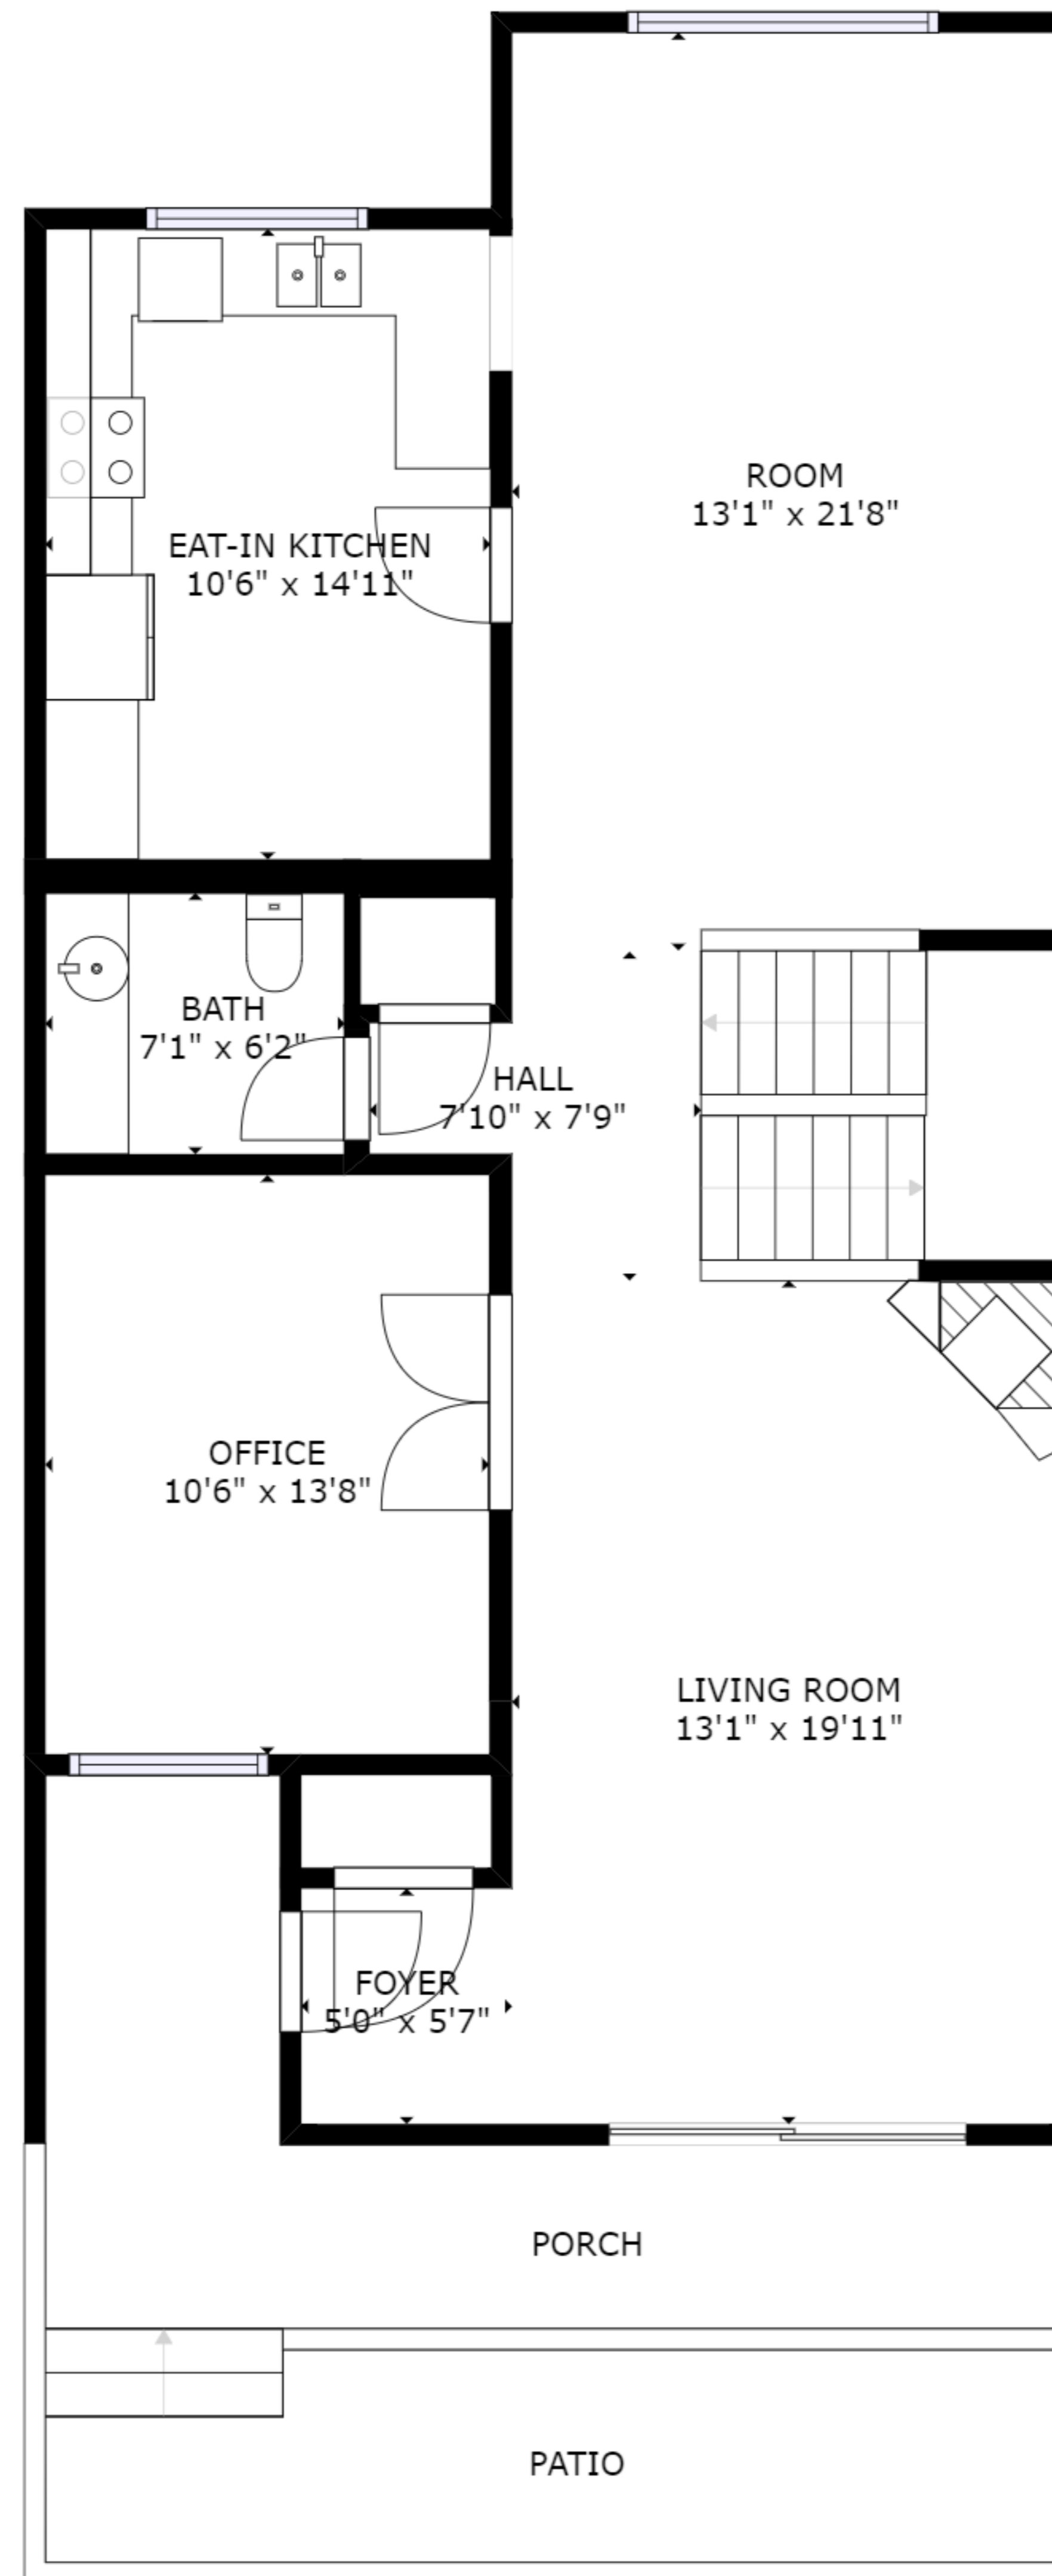 ROOM
13'1" x 21'8"
EAT-IN KITCHEN
10'6" x 14'11"
BATH
7'1" x 6'2"
HALL
7'10" x 7'9"
OFFICE
10'6" x 13'8"
LIVING ROOM
13'1" x 19'11"
FOYER
5'0" x 5'7"
PORCH
PATIO